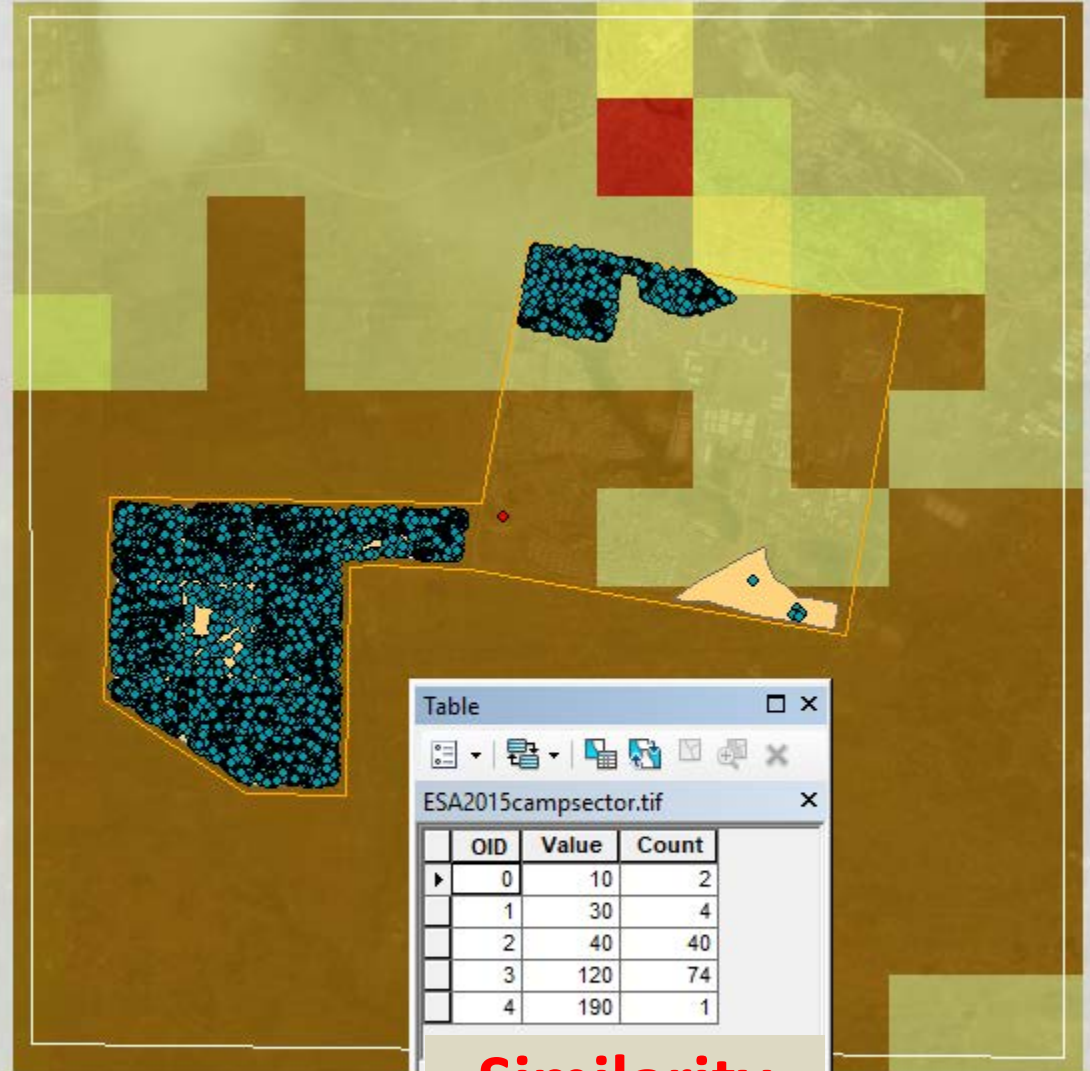 Table
ESA2015campsector.tif
OID Value Count
0 10 2
1 30 4
2 40 40
3 120 74
4 190 1
Similarity